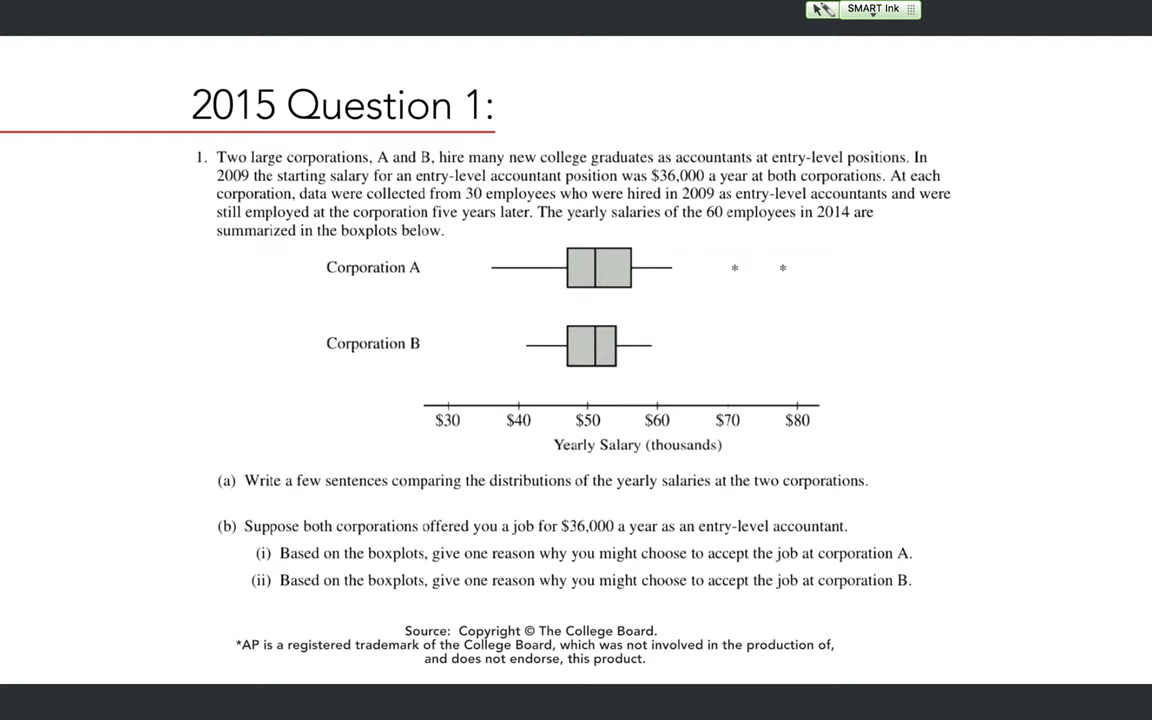 SMART Ink
2015 Question 1:
1. Two large corporations, A and B, hire many new college graduates as accountants at entry-level positions. In
2009 the starting salary for an entry-level accountant position was $36,000 a year at both corporations. At each
corporation, data were collected from 30 employees who were hired in 2009 as entry-level accountants and were
still employed at the corporation five years later. The yearly salaries of the 60 employees in 2014 are
summarized in the boxplots below.
Corporation A
* *
Corporation B
$30 $40 $50 $60 $70 $80
Yearly Salary (thousands)
(a) Write a few sentences comparing the distributions of the yearly salaries at the two corporations.
(b) Suppose both corporations offered you a job for $36,000 a year as an entry-level accountant.
(i) Based on the boxplots, give one reason why you might choose to accept the job at corporation A.
(ii) Based on the boxplots, give one reason why you might choose to accept the job at corporation B.
Source: Copyright © The College Board.
*AP is a registered trademark of the College Board, which was not involved in the production of,
and does not endorse, this product.